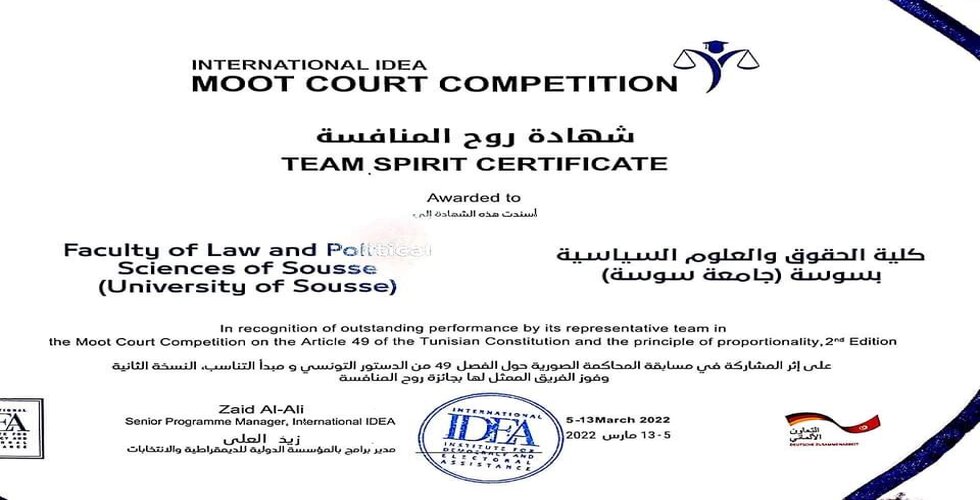 INTERNATIONAL IDEA
MOOT COURT COMPETITION
شهادة روح المنافسة
TEAM SPIRIT CERTIFICATE
Awarded to
أسندت هذه الشهادة إلى
Faculty of Law and Political
Sciences of Sousse
(University of Sousse)
كلية الحقوق والعلوم السياسية
بسوسة (جامعة سوسة)
In recognition of outstanding performance by its representative team in
the Moot Court Competition on the Article 49 of the Tunisian Constitution and the principle of proportionality, 2nd Edition
على إثر المشاركة في مسابقة المحاكمة الصورية حول الفصل 49 من الدستور التونسي و مبدأ التناسب، النسخة الثانية
وفوز الفريق الممثل لها بجائزة روح المنافسة
Zaid Al-Ali
Senior Programme Manager, International IDEA
زيد العلي
مدير برامج بالمؤسسة الدولية للديمقراطية والانتخابات
INTERNATIONAL
IDEA
INSTITUTE FOR
DEMOCRACY AND
ELECTORAL
ASSISTANCE
5-13 March 2022
5 - 13 مارس 2022
التعاون
الألماني
DEUTSCHE ZUSAMMENARBEIT